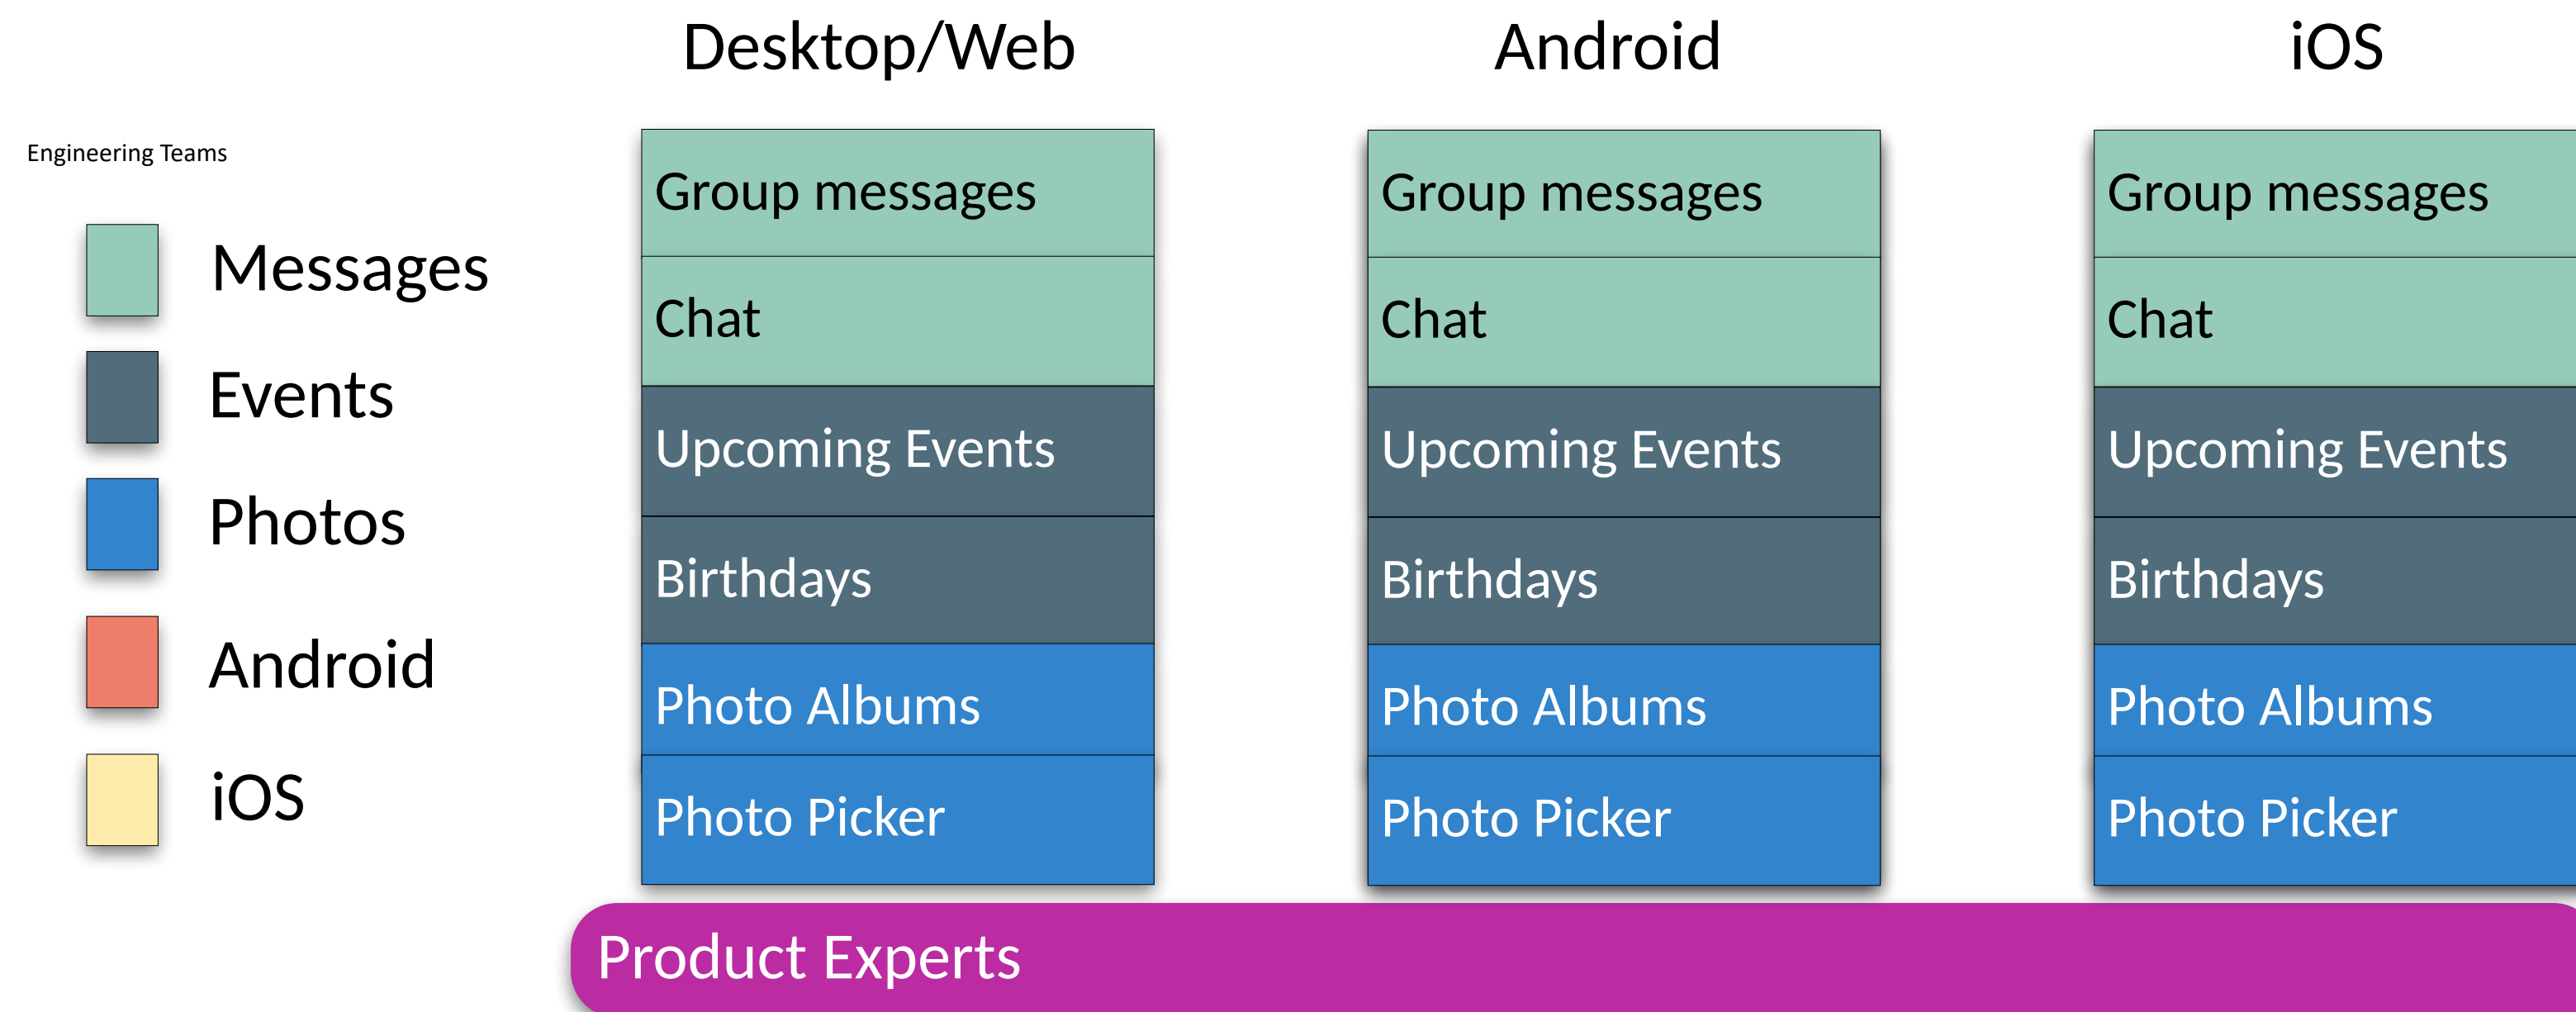 Desktop/Web
Android
iOS
Engineering Teams
Messages
Events
Photos
Android
iOS
Group messages
Chat
Upcoming Events
Birthdays
Photo Albums
Photo Picker
Group messages
Chat
Upcoming Events
Birthdays
Photo Albums
Photo Picker
Group messages
Chat
Upcoming Events
Birthdays
Photo Albums
Photo Picker
Product Experts